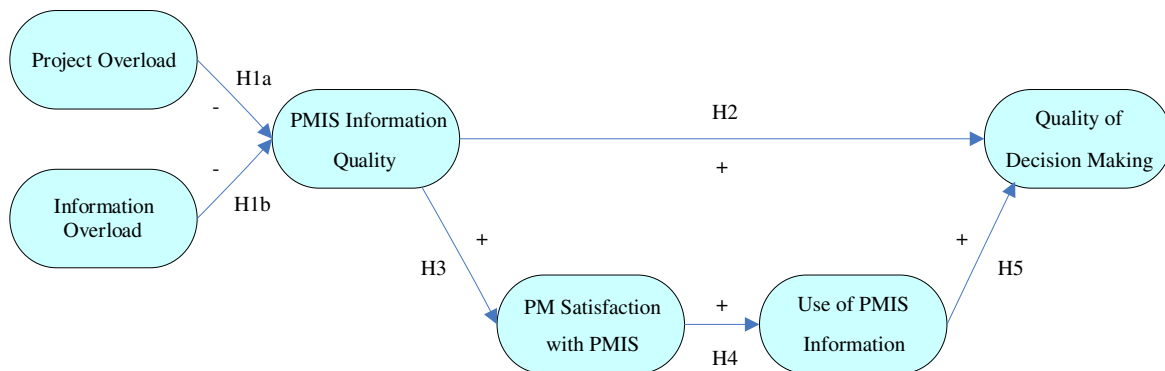 Project Overload
H1a
-
PMIS Information
Quality
H2
+
Quality of
Decision Making
-
H1b
Information
Overload
+
H3
PM Satisfaction
with PMIS
+
H4
Use of PMIS
Information
+
H5